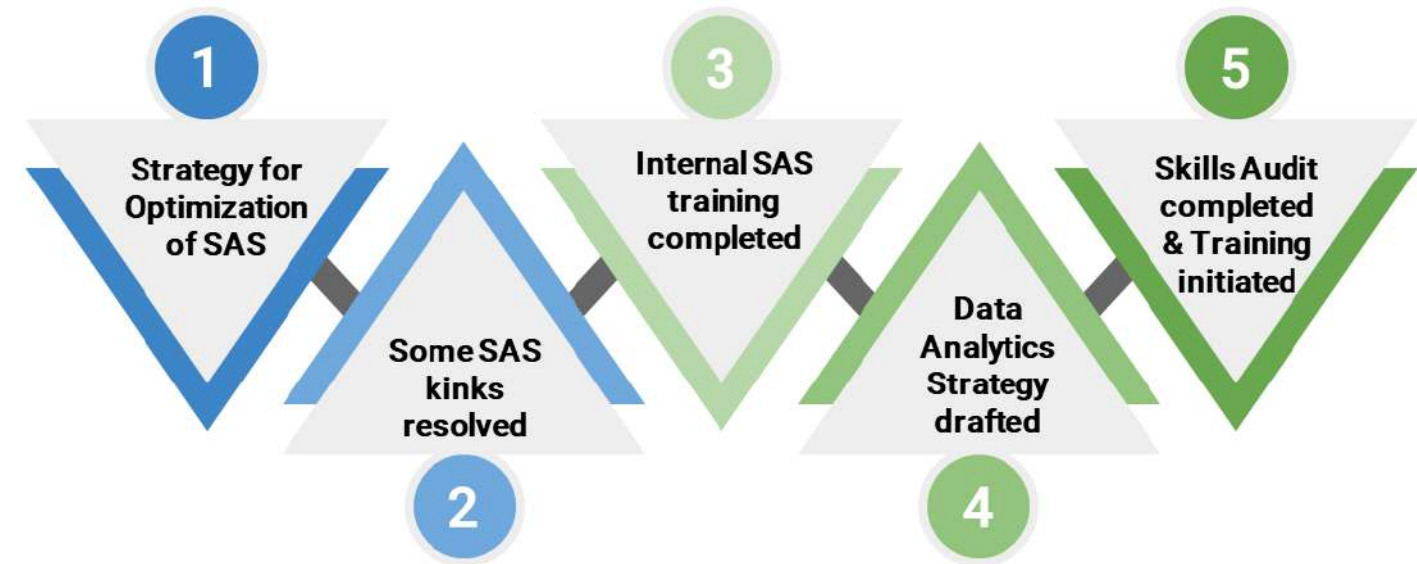 1
Strategy for
Optimization
of SAS
2
Some SAS
kinks
resolved
3
Internal SAS
training
completed
4
Data
Analytics
Strategy
drafted
5
Skills Audit
completed
& Training
initiated